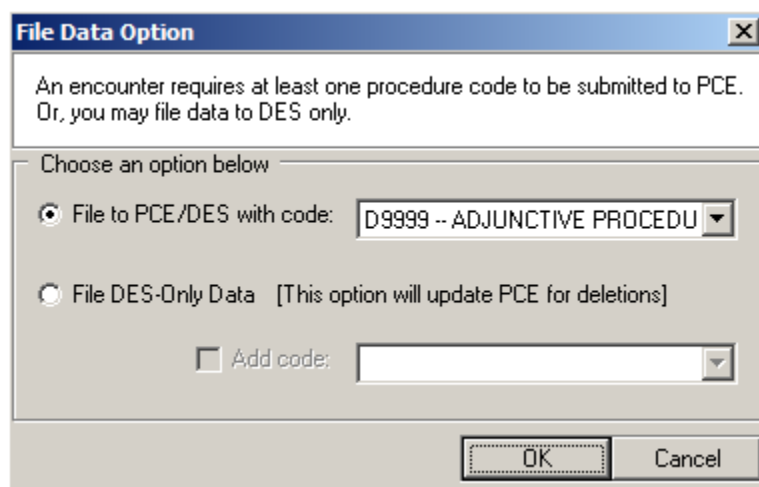 File Data Option
An encounter requires at least one procedure code to be submitted to PCE.
Or, you may file data to DES only.
Choose an option below
File to PCE/DES with code: D9999 -- ADJUNCTIVE PROCEDU
File DES-Only Data [This option will update PCE for deletions]
Add code:
OK Cancel